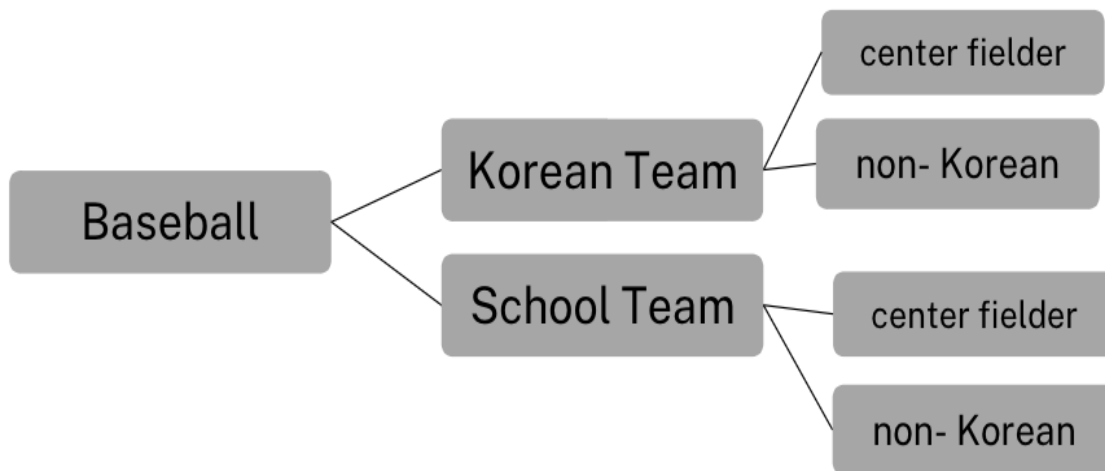 Baseball
Korean Team
center fielder
non- Korean
School Team
center fielder
non- Korean